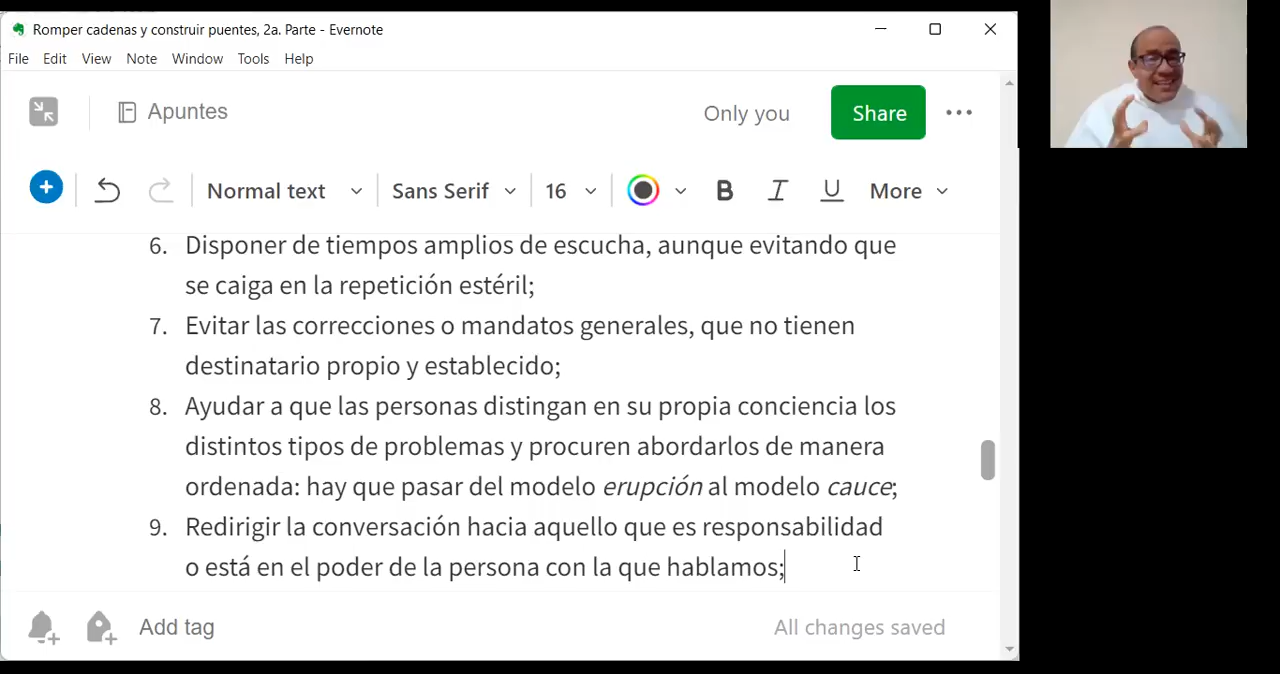 Romper cadenas y construir puentes, 2a. Parte - Evernote
File Edit View Note Window Tools Help
Apuntes Only you Share
Normal text Sans Serif 16 B I U More
6. Disponer de tiempos amplios de escucha, aunque evitando que
se caiga en la repetición estéril;
7. Evitar las correcciones o mandatos generales, que no tienen
destinatario propio y establecido;
8. Ayudar a que las personas distingan en su propia conciencia los
distintos tipos de problemas y procuren abordarlos de manera
ordenada: hay que pasar del modelo erupción al modelo cauce;
9. Redirigir la conversación hacia aquello que es responsabilidad
o está en el poder de la persona con la que hablamos;
Add tag All changes saved